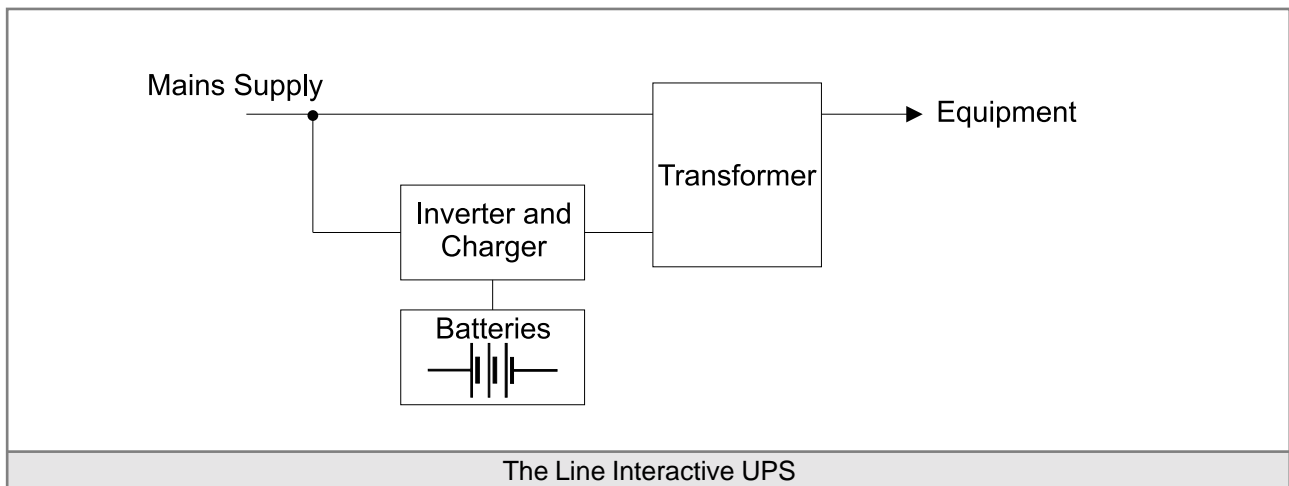 Mains Supply
Equipment
Transformer
Inverter and
Charger
Batteries
The Line Interactive UPS